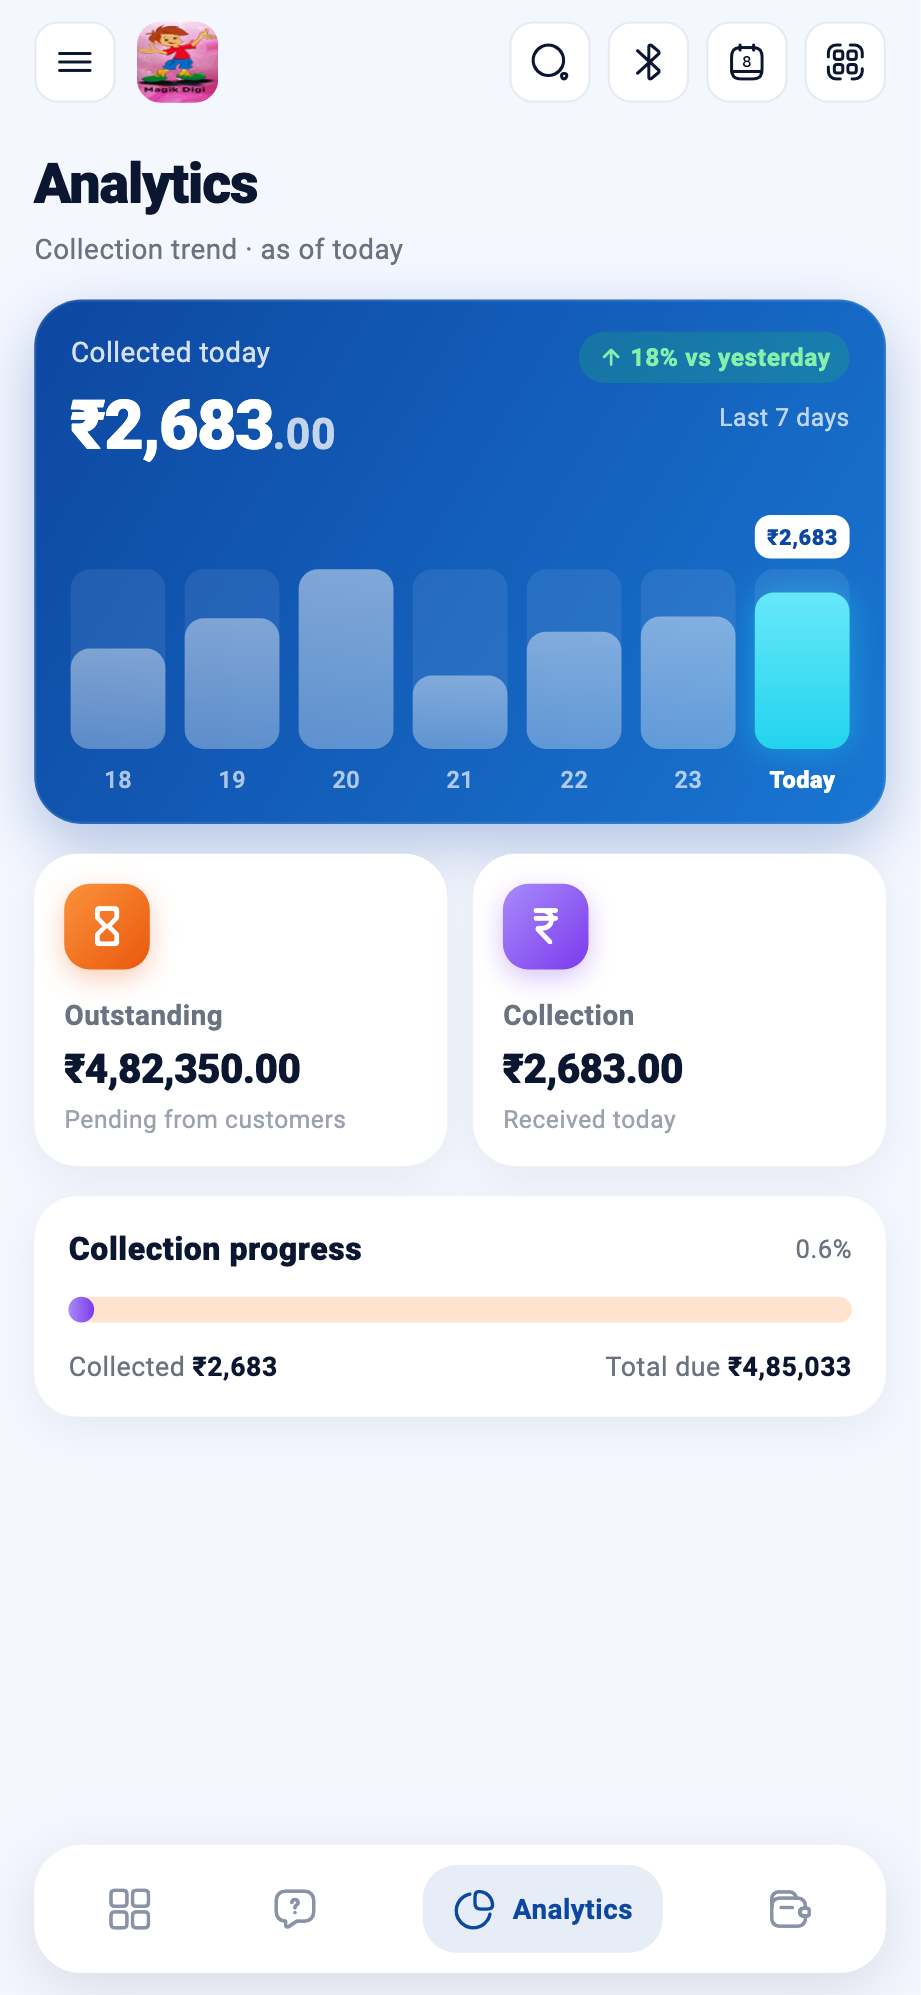 Magik Digi
8
Analytics
Collection trend · as of today
Collected today
↑ 18% vs yesterday
₹2,683.00
Last 7 days
₹2,683
18 19 20 21 22 23 Today
Outstanding
₹4,82,350.00
Pending from customers
₹
Collection
₹2,683.00
Received today
Collection progress 0.6%
Collected ₹2,683 Total due ₹4,85,033
?
Analytics